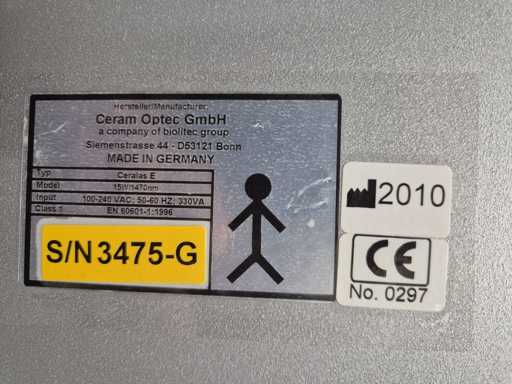 Hersteller/Manufacturer:
Ceram Optec GmbH
a company of biolitec group
Siemenstrasse 44 - D53121 Bonn
MADE IN GERMANY
Typ Ceralas E
Model 15W/1470nm
Input 100-240 VAC; 50-60 HZ; 330VA
Class 1 EN 60601-1:1996
S/N 3475-G
2010
CE
No. 0297